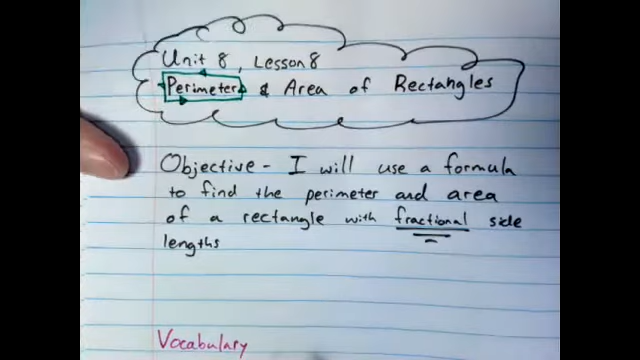 Unit 8, Lesson 8
Perimeter & Area of Rectangles
Objective - I will use a formula
to find the perimeter and area
of a rectangle with fractional side
lengths
Vocabulary